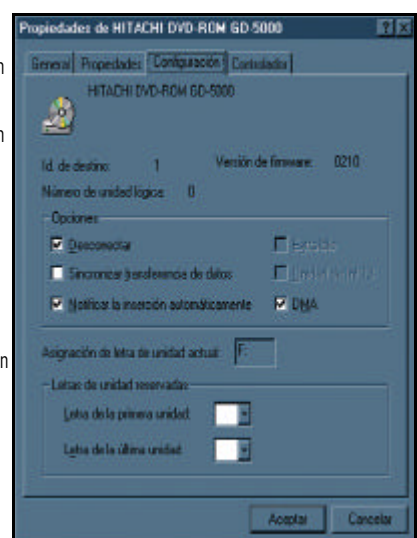 Propiedades de HITACHI DVD-ROM GD-5000
General Propiedades Configuración Controlador
HITACHI DVD-ROM GD-5000
Id. de destino: 1 Versión de firmware: 0210
Número de unidad lógica: 0
Opciones
Desconectar
Extraíble
Sincronizar transferencia de datos
Notificar la inserción automáticamente
DMA
Asignación de letra de unidad actual: F:
Letras de unidad reservadas
Letra de la primera unidad:
Letra de la última unidad:
Aceptar Cancelar